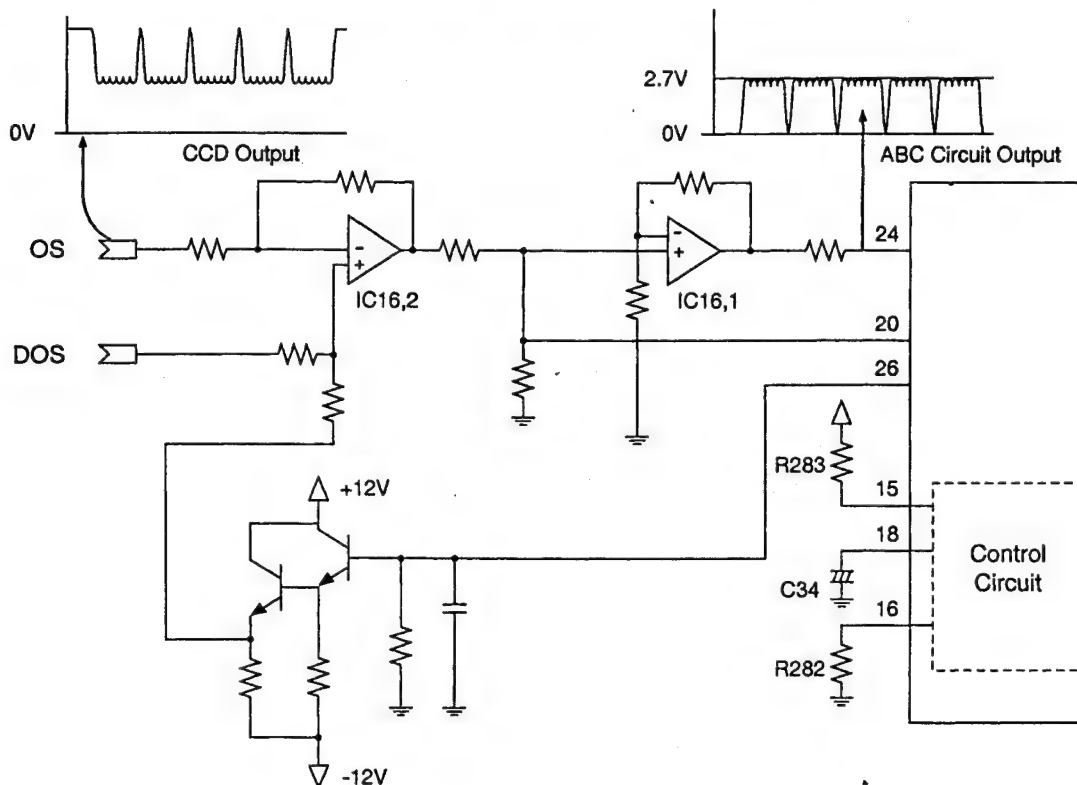 2.7V
0V
0V
CCD Output
ABC Circuit Output
OS
-
+
IC16,2
-
+
IC16,1
24
DOS
20
26
R283
+12V
15
18
Control
Circuit
C34
16
R282
-12V